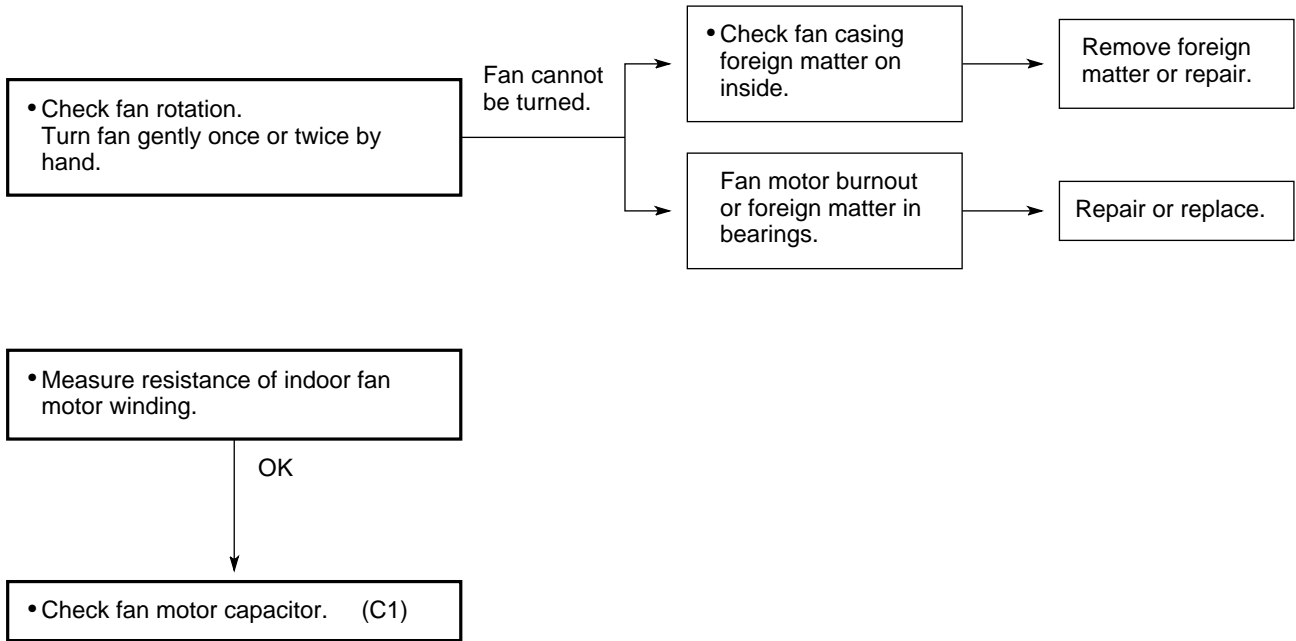 • Check fan rotation.
Turn fan gently once or twice by
hand.
Fan cannot
be turned.
• Check fan casing
foreign matter on
inside.
Remove foreign
matter or repair.
Fan motor burnout
or foreign matter in
bearings.
Repair or replace.
• Measure resistance of indoor fan
motor winding.
OK
• Check fan motor capacitor. (C1)